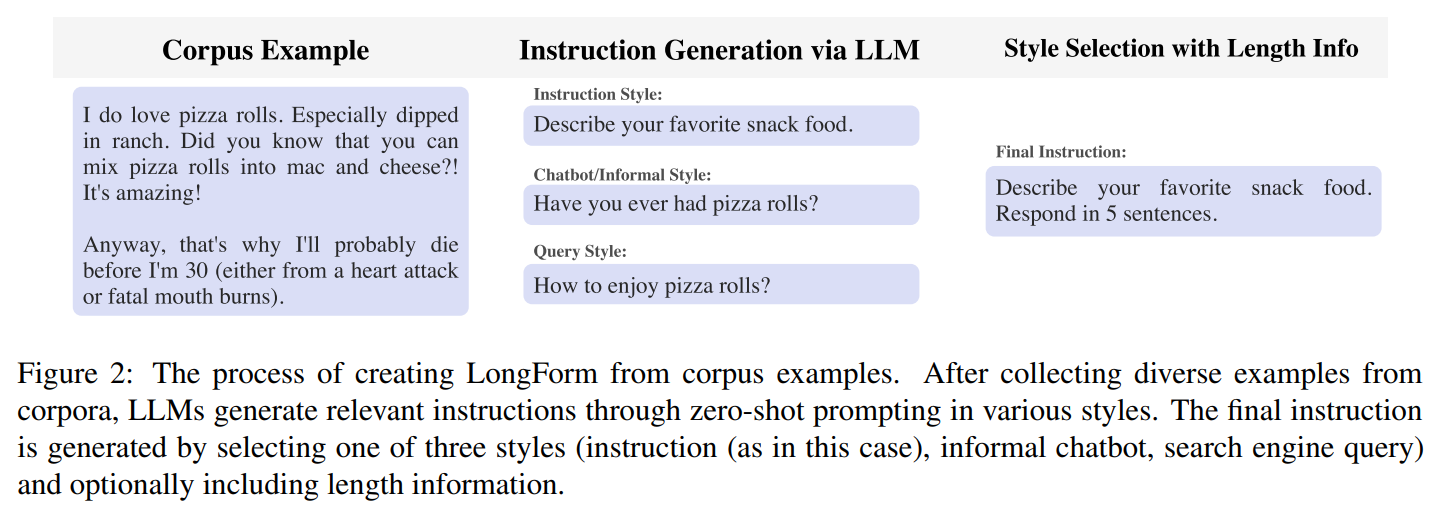 Corpus Example
Instruction Generation via LLM
Style Selection with Length Info
I do love pizza rolls. Especially dipped
in ranch. Did you know that you can
mix pizza rolls into mac and cheese?!
It's amazing!
Anyway, that's why I'll probably die
before I'm 30 (either from a heart attack
or fatal mouth burns).
Instruction Style:
Describe your favorite snack food.
Chatbot/Informal Style:
Have you ever had pizza rolls?
Query Style:
How to enjoy pizza rolls?
Final Instruction:
Describe your favorite snack food.
Respond in 5 sentences.
Figure 2: The process of creating LongForm from corpus examples. After collecting diverse examples from
corpora, LLMs generate relevant instructions through zero-shot prompting in various styles. The final instruction
is generated by selecting one of three styles (instruction (as in this case), informal chatbot, search engine query)
and optionally including length information.